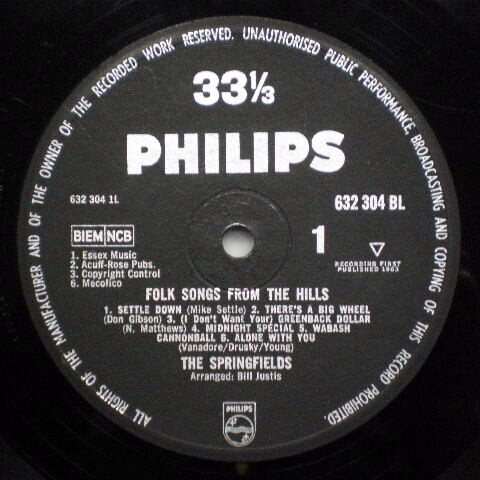 ALL RIGHTS OF THE MANUFACTURER AND OF THE OWNER OF THE RECORDED WORK RESERVED. UNAUTHORISED PUBLIC PERFORMANCE, BROADCASTING AND COPYING OF THIS RECORD PROHIBITED.
33⅓
PHILIPS
632 304 1L
632 304 BL
BIEM NCB
1
1. Essex Music
2. Acuff-Rose Pubs.
3. Copyright Control
6. Mecolico
RECORDING FIRST
PUBLISHED 1963
FOLK SONGS FROM THE HILLS
1. SETTLE DOWN (Mike Settle) 2. THERE'S A BIG WHEEL
(Don Gibson) 3. (I Don't Want Your) GREENBACK DOLLAR
(N. Matthews) 4. MIDNIGHT SPECIAL 5. WABASH
CANNONBALL 6. ALONE WITH YOU
(Vanadore/Drusky/Young)
THE SPRINGFIELDS
Arranged: Bill Justis
PHILIPS